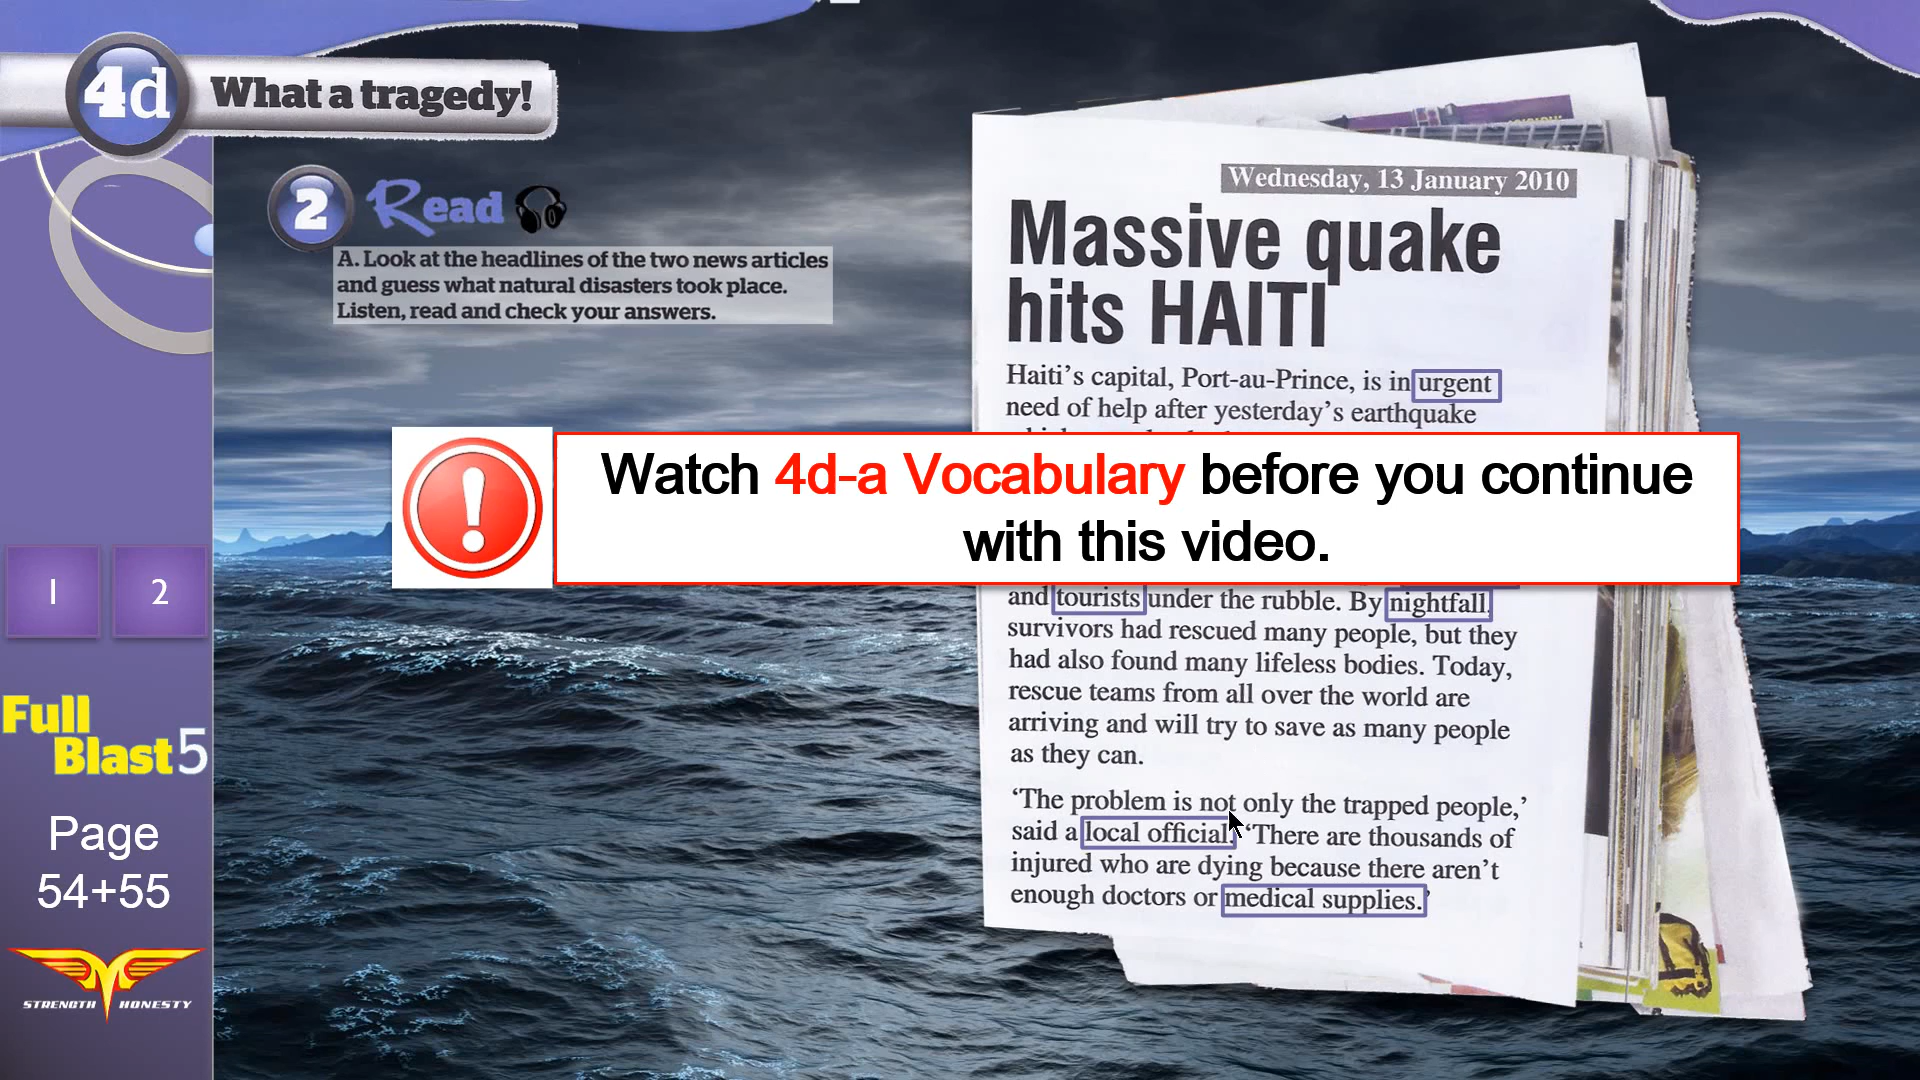 4d What a tragedy!
2 Read
A. Look at the headlines of the two news articles
and guess what natural disasters took place.
Listen, read and check your answers.
Wednesday, 13 January 2010
Massive quake
hits HAITI
Haiti’s capital, Port-au-Prince, is in urgent
need of help after yesterday’s earthquake
Watch 4d-a Vocabulary before you continue
with this video.
and tourists under the rubble. By nightfall,
survivors had rescued many people, but they
had also found many lifeless bodies. Today,
rescue teams from all over the world are
arriving and will try to save as many people
as they can.
‘The problem is not only the trapped people,’
said a local official. ‘There are thousands of
injured who are dying because there aren’t
enough doctors or medical supplies.’
1 2
Full
Blast 5
Page
54+55
STRENGTH HONESTY